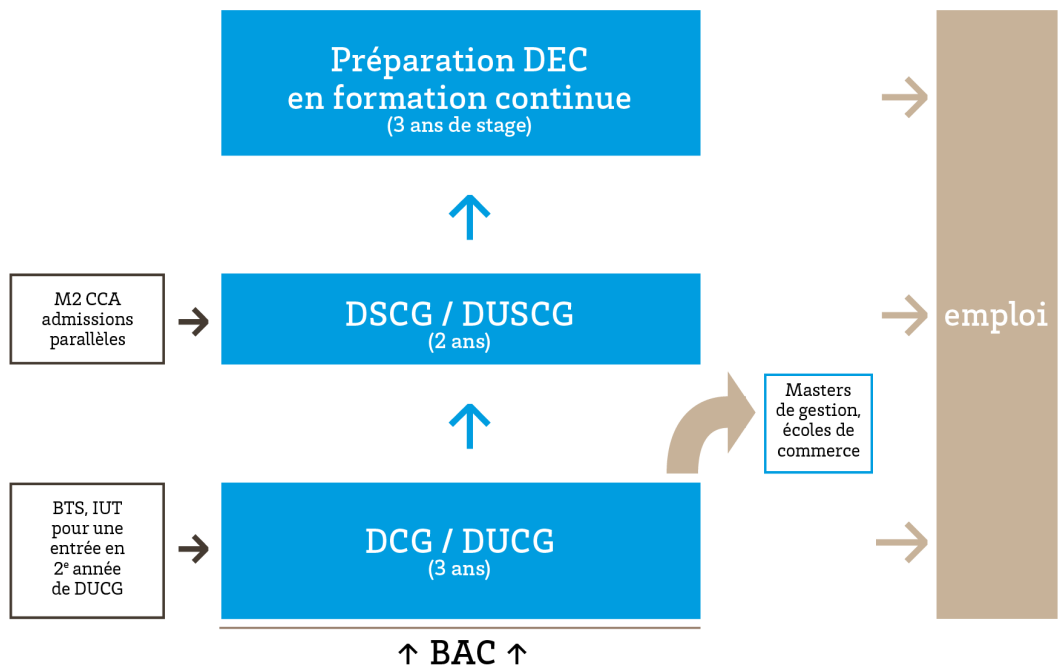 Préparation DEC
en formation continue
(3 ans de stage)
M2 CCA
admissions
parallèles
DSCG / DUSCG
(2 ans)
emploi
Masters
de gestion,
écoles de
commerce
BTS, IUT
pour une
entrée en
2e année
de DUCG
DCG / DUCG
(3 ans)
↑ BAC ↑